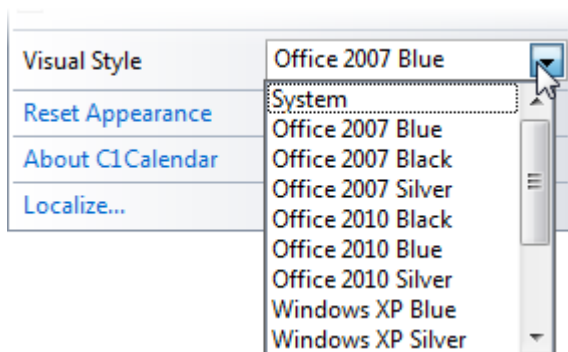 Visual Style
Office 2007 Blue
System
Reset Appearance
Office 2007 Blue
About C1Calendar
Office 2007 Black
Office 2007 Silver
Localize...
Office 2010 Black
Office 2010 Blue
Office 2010 Silver
Windows XP Blue
Windows XP Silver